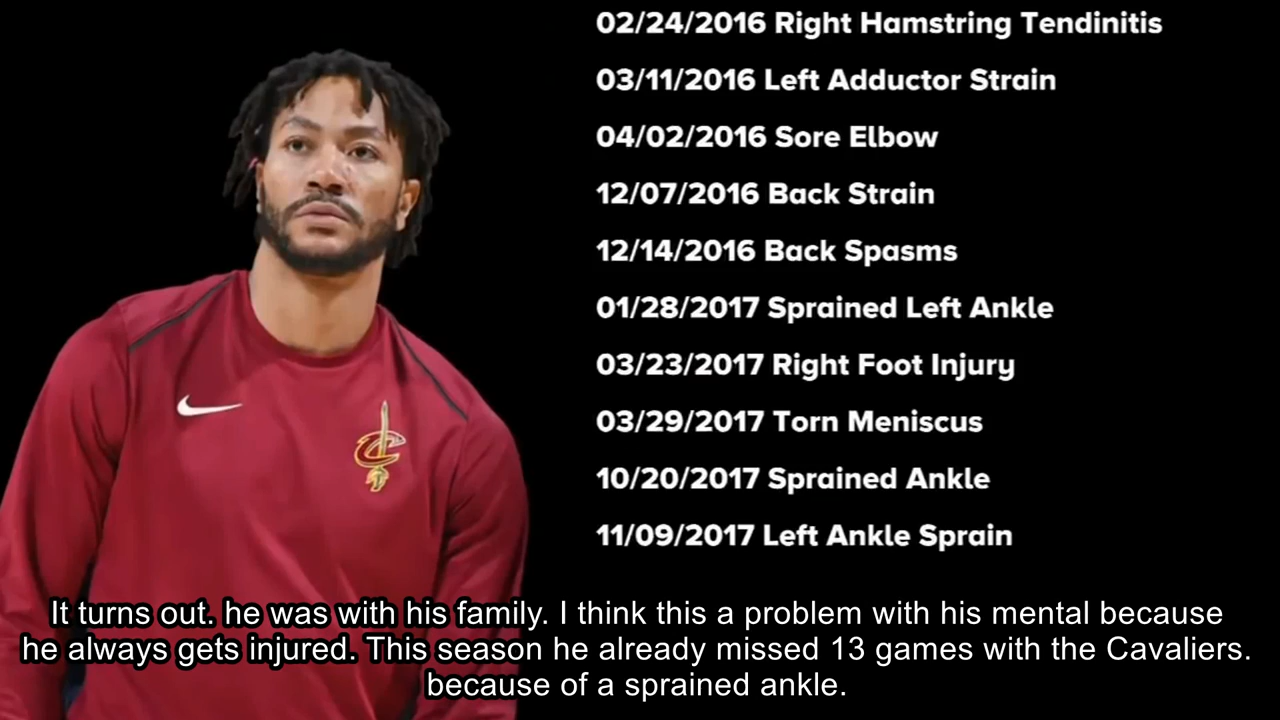 02/24/2016 Right Hamstring Tendinitis
03/11/2016 Left Adductor Strain
04/02/2016 Sore Elbow
12/07/2016 Back Strain
12/14/2016 Back Spasms
01/28/2017 Sprained Left Ankle
03/23/2017 Right Foot Injury
03/29/2017 Torn Meniscus
10/20/2017 Sprained Ankle
11/09/2017 Left Ankle Sprain
It turns out. he was with his family. I think this a problem with his mental because
he always gets injured. This season he already missed 13 games with the Cavaliers.
because of a sprained ankle.